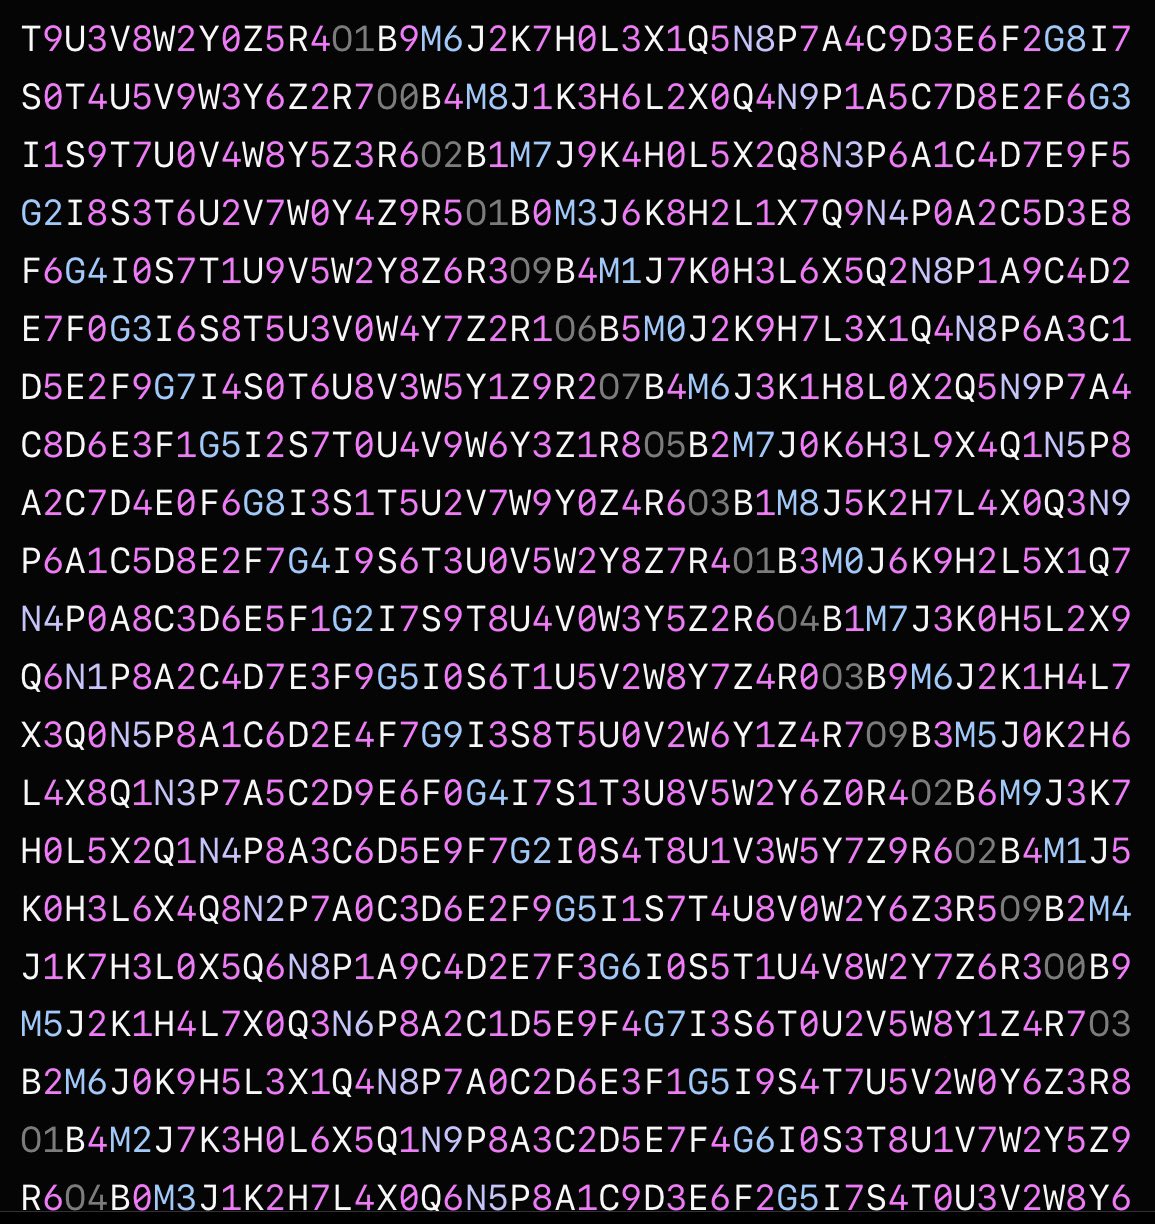 T9U3V8W2Y0Z5R4O1B9M6J2K7H0L3X1Q5N8P7A4C9D3E6F2G8I7
S0T4U5V9W3Y6Z2R7O0B4M8J1K3H6L2X0Q4N9P1A5C7D8E2F6G3
I1S9T7U0V4W8Y5Z3R6O2B1M7J9K4H0L5X2Q8N3P6A1C4D7E9F5
G2I8S3T6U2V7W0Y4Z9R5O1B0M3J6K8H2L1X7Q9N4P0A2C5D3E8
F6G4I0S7T1U9V5W2Y8Z6R3O9B4M1J7K0H3L6X5Q2N8P1A9C4D2
E7F0G3I6S8T5U3V0W4Y7Z2R1O6B5M0J2K9H7L3X1Q4N8P6A3C1
D5E2F9G7I4S0T6U8V3W5Y1Z9R2O7B4M6J3K1H8L0X2Q5N9P7A4
C8D6E3F1G5I2S7T0U4V9W6Y3Z1R8O5B2M7J0K6H3L9X4Q1N5P8
A2C7D4E0F6G8I3S1T5U2V7W9Y0Z4R6O3B1M8J5K2H7L4X0Q3N9
P6A1C5D8E2F7G4I9S6T3U0V5W2Y8Z7R4O1B3M0J6K9H2L5X1Q7
N4P0A8C3D6E5F1G2I7S9T8U4V0W3Y5Z2R6O4B1M7J3K0H5L2X9
Q6N1P8A2C4D7E3F9G5I0S6T1U5V2W8Y7Z4R0O3B9M6J2K1H4L7
X3Q0N5P8A1C6D2E4F7G9I3S8T5U0V2W6Y1Z4R7O9B3M5J0K2H6
L4X8Q1N3P7A5C2D9E6F0G4I7S1T3U8V5W2Y6Z0R4O2B6M9J3K7
H0L5X2Q1N4P8A3C6D5E9F7G2I0S4T8U1V3W5Y7Z9R6O2B4M1J5
K0H3L6X4Q8N2P7A0C3D6E2F9G5I1S7T4U8V0W2Y6Z3R5O9B2M4
J1K7H3L0X5Q6N8P1A9C4D2E7F3G6I0S5T1U4V8W2Y7Z6R3O0B9
M5J2K1H4L7X0Q3N6P8A2C1D5E9F4G7I3S6T0U2V5W8Y1Z4R7O3
B2M6J0K9H5L3X1Q4N8P7A0C2D6E3F1G5I9S4T7U5V2W0Y6Z3R8
O1B4M2J7K3H0L6X5Q1N9P8A3C2D5E7F4G6I0S3T8U1V7W2Y5Z9
R6O4B0M3J1K2H7L4X0Q6N5P8A1C9D3E6F2G5I7S4T0U3V2W8Y6